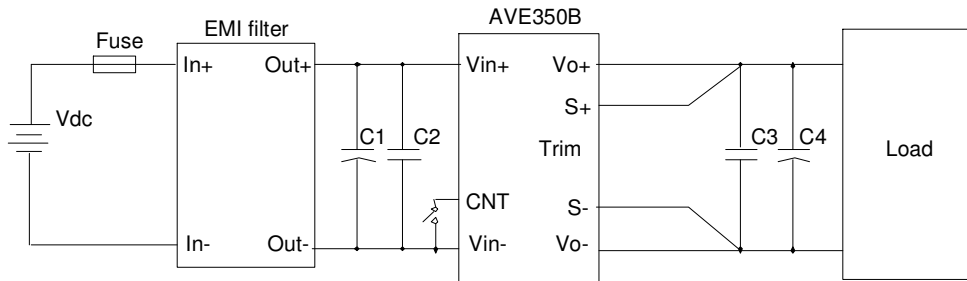 AVE350B
EMI filter
Fuse
In+
Out+
Vin+
Vo+
S+
Vdc
C1
C2
Trim
C3
C4
Load
CNT
S-
In-
Out-
Vin-
Vo-